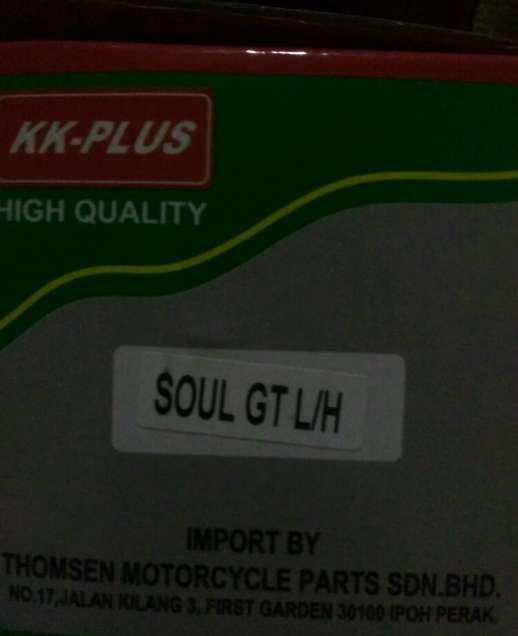 KK-PLUS
HIGH QUALITY
SOUL GT L/H
IMPORT BY
THOMSEN MOTORCYCLE PARTS SDN.BHD.
NO.17,JALAN KILANG 3, FIRST GARDEN 30100 IPOH PERAK.